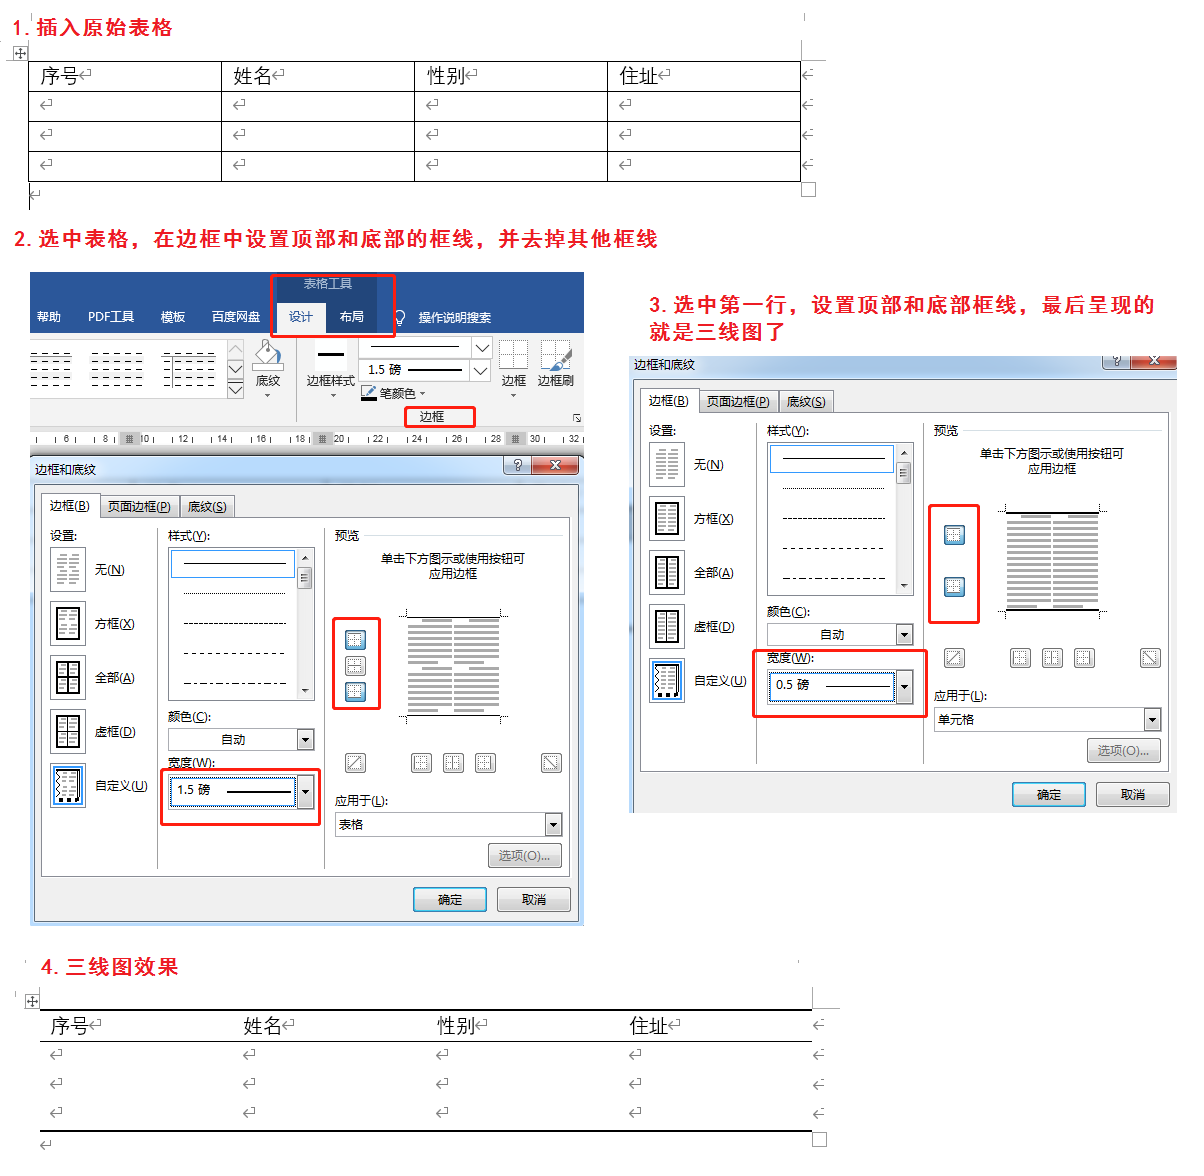 1. 插入原始表格
序号 姓名 性别 住址
2. 选中表格，在边框中设置顶部和底部的框线，并去掉其他框线
表格工具
帮助 PDF工具 模板 百度网盘 设计 布局 操作说明搜索
底纹 边框样式 1.5 磅 边框 边框刷
笔颜色
边框
6 8 10 12 14 16 18 20 22 24 26 28 30 32
边框和底纹
边框(B) 页面边框(P) 底纹(S)
设置: 样式(Y): 预览
无(N)
方框(X)
全部(A)
虚框(D)
自定义(U)
单击下方图示或使用按钮可
应用边框
颜色(C):
自动
宽度(W):
1.5 磅
应用于(L):
表格
选项(O)...
确定 取消
3. 选中第一行，设置顶部和底部框线，最后呈现的
就是三线图了
边框和底纹
边框(B) 页面边框(P) 底纹(S)
设置: 样式(Y): 预览
无(N)
方框(X)
全部(A)
虚框(D)
自定义(U)
单击下方图示或使用按钮可
应用边框
颜色(C):
自动
宽度(W):
0.5 磅
应用于(L):
单元格
选项(O)...
确定 取消
4. 三线图效果
序号 姓名 性别 住址